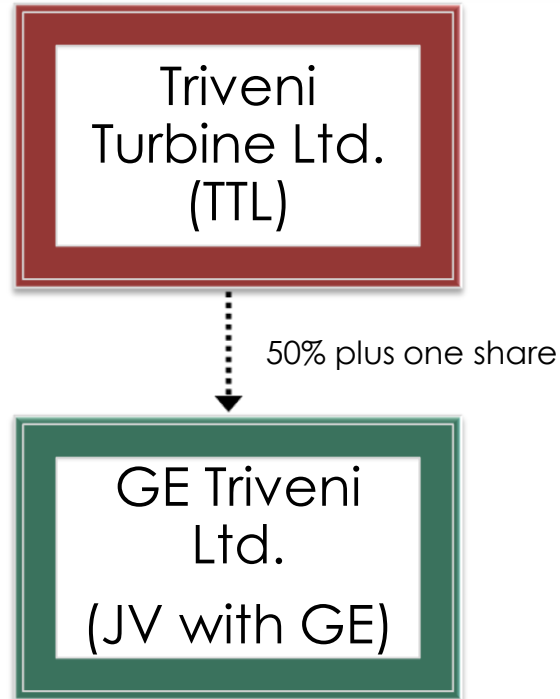 Triveni
Turbine Ltd.
(TTL)
50% plus one share
GE Triveni
Ltd.
(JV with GE)